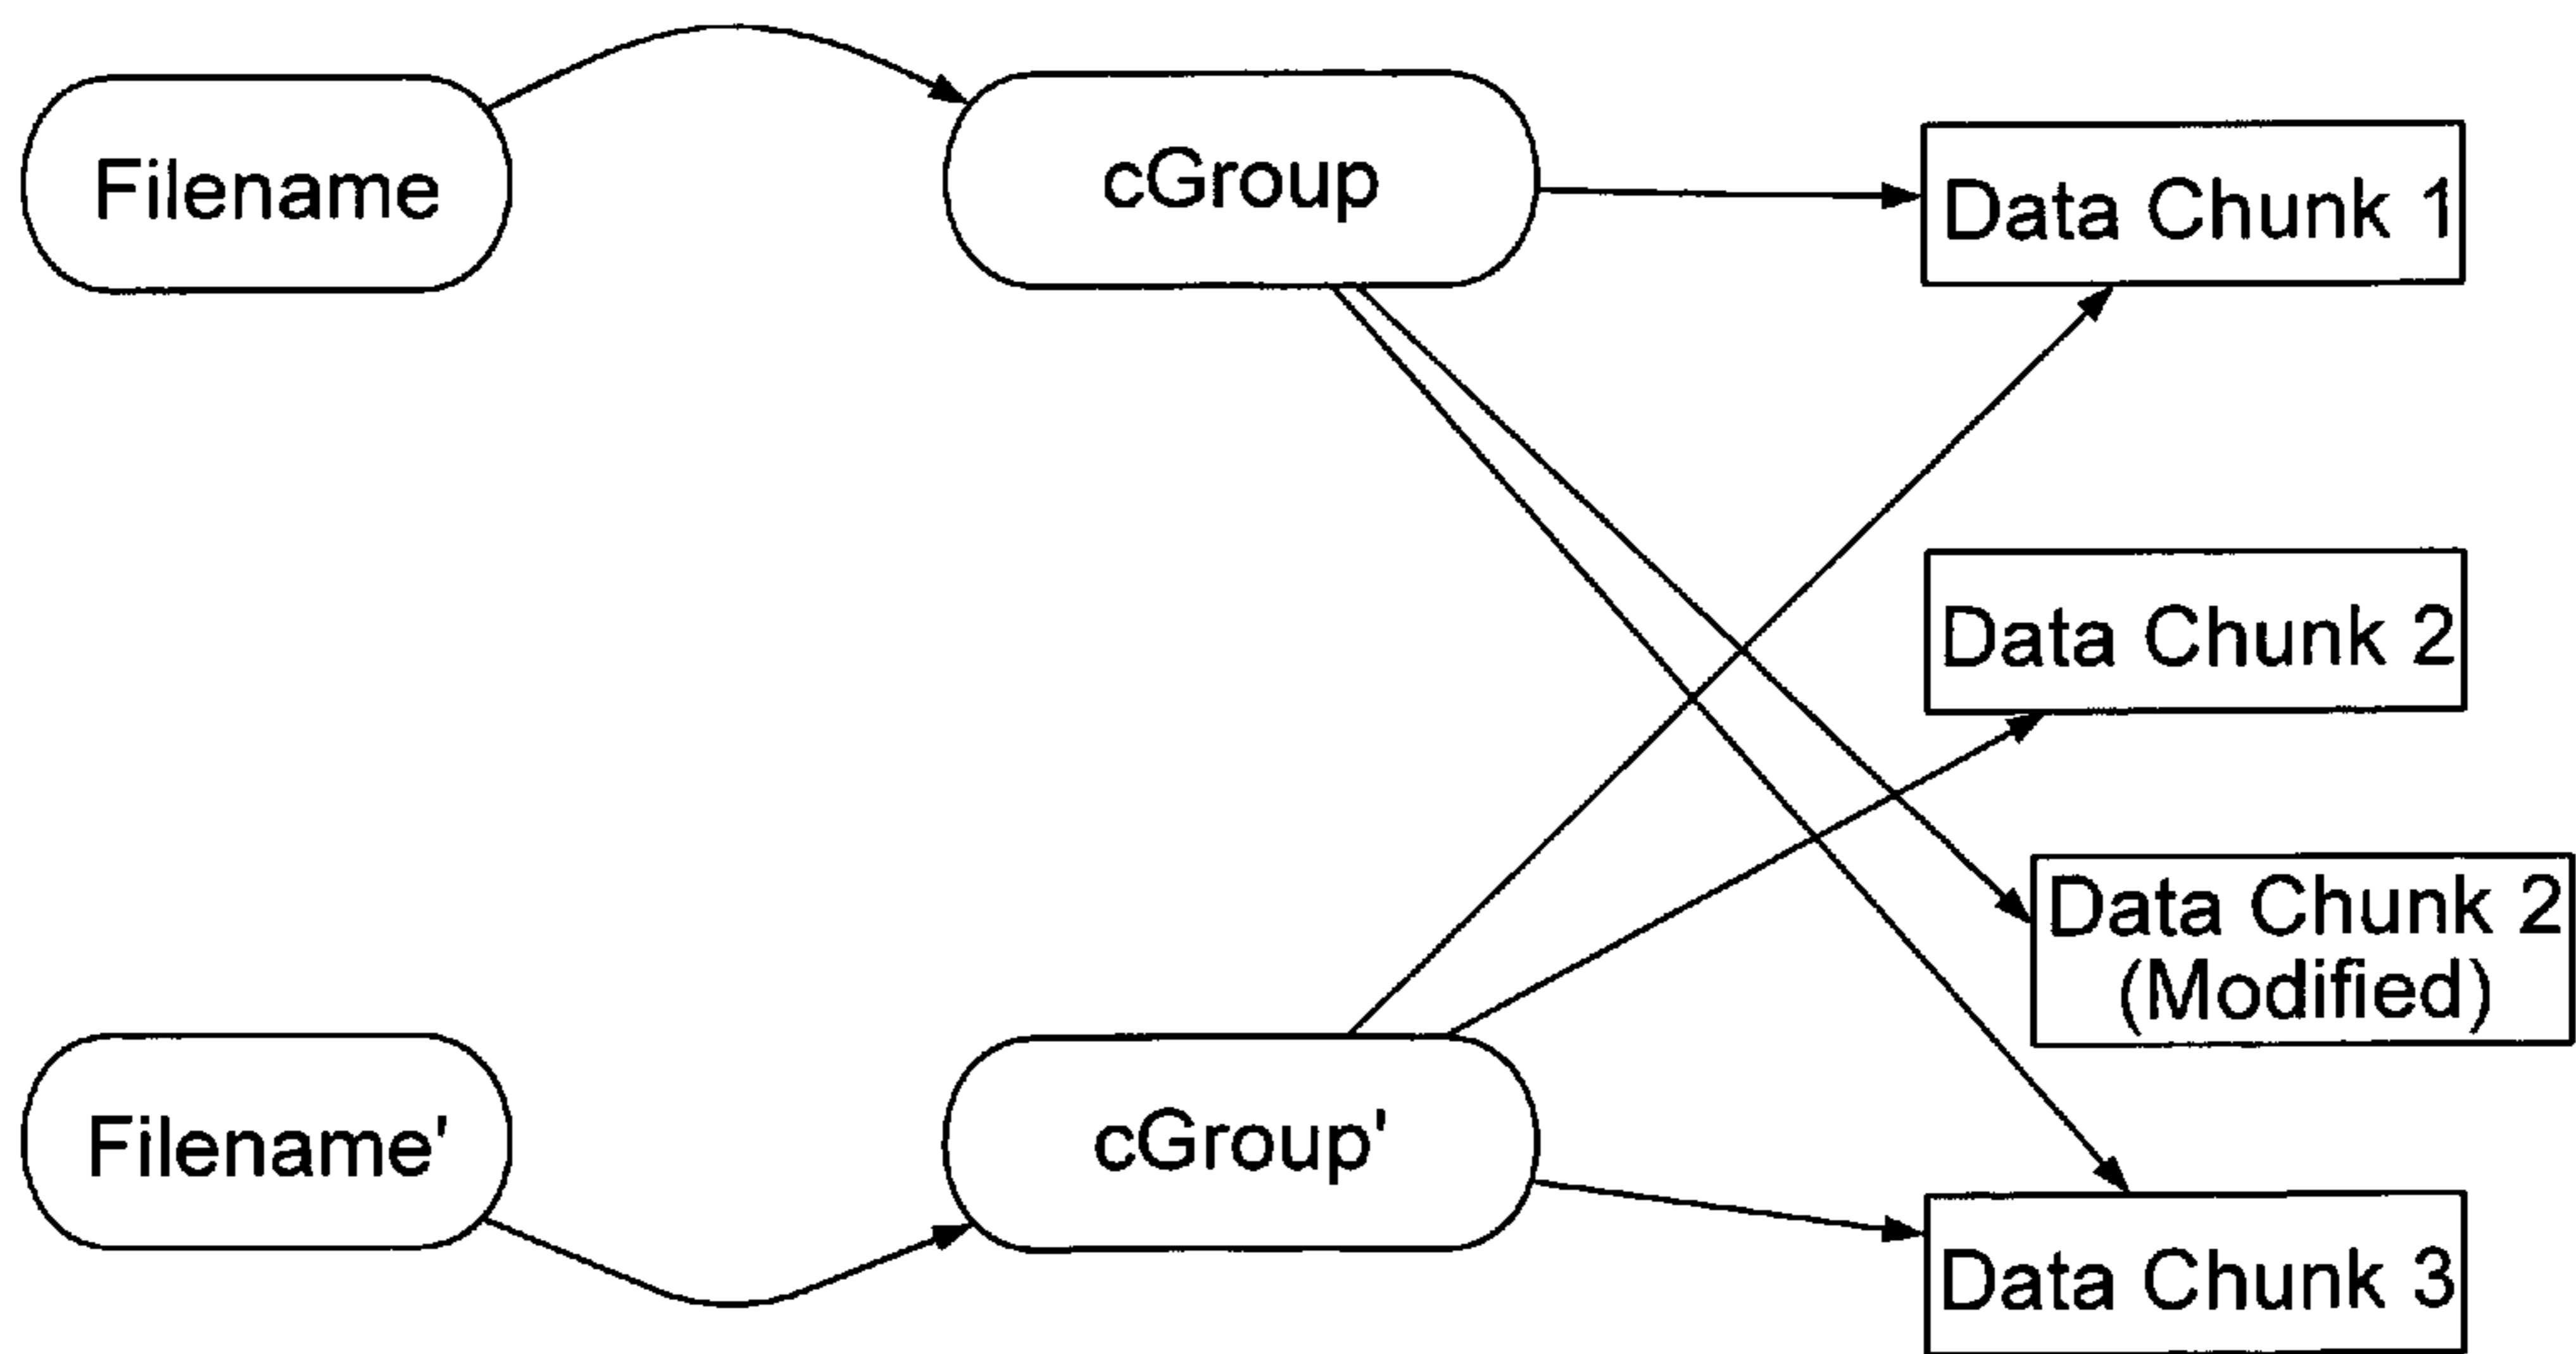 Filename
cGroup
Data Chunk 1
Data Chunk 2
Data Chunk 2
(Modified)
Filename'
cGroup'
Data Chunk 3